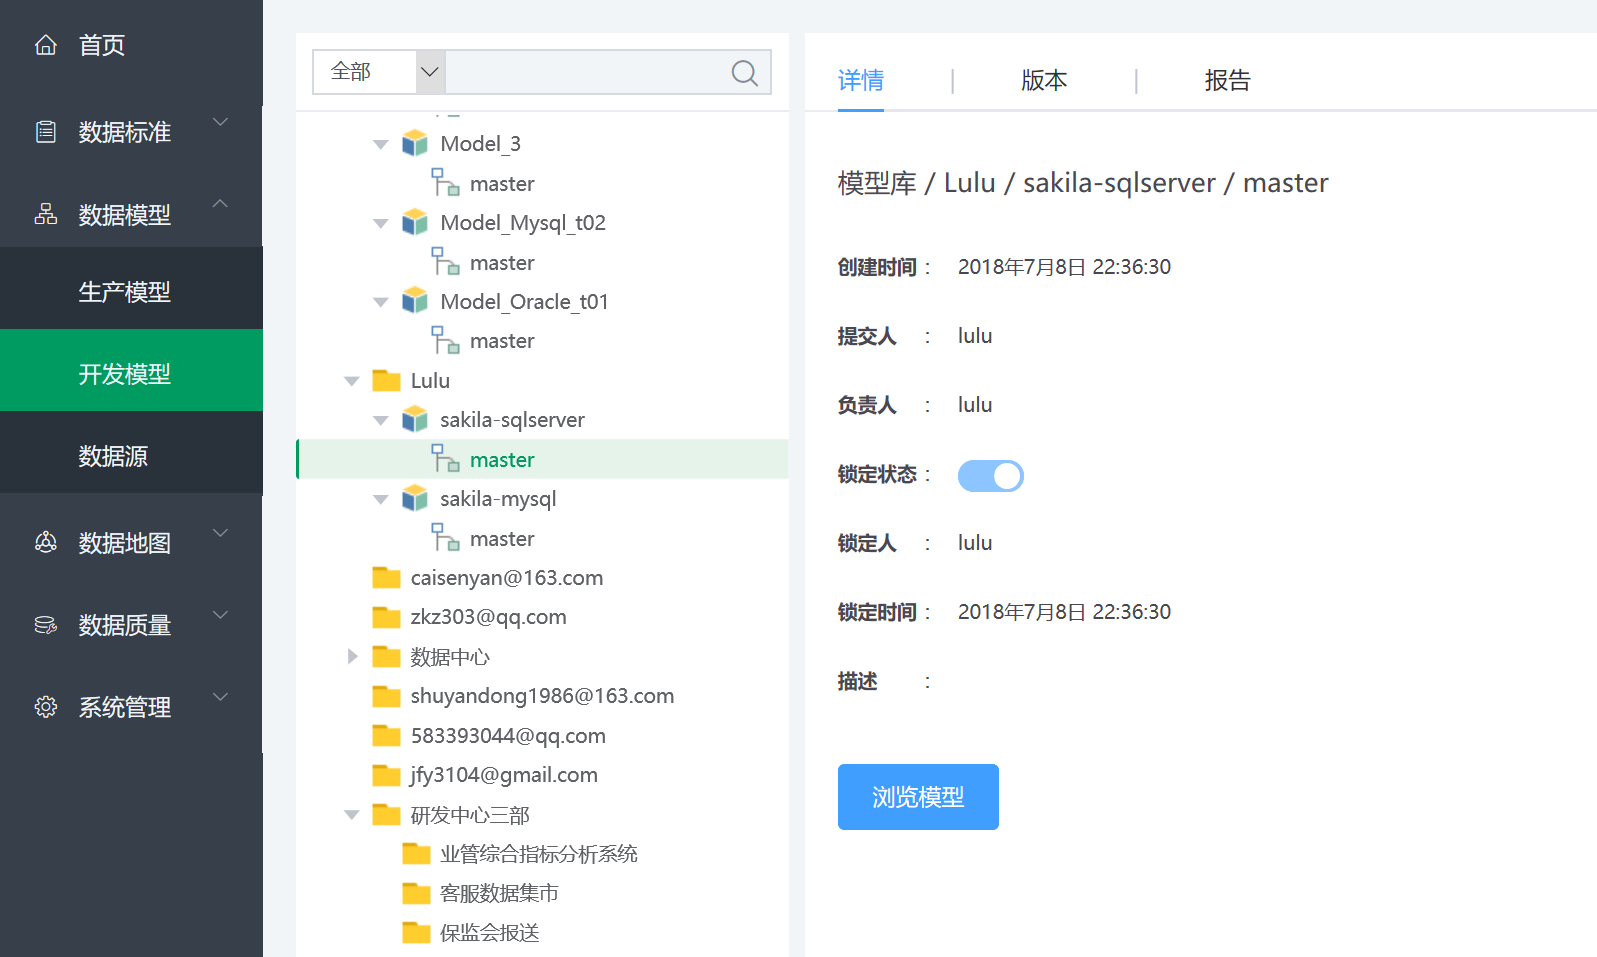 首页
数据标准
数据模型
生产模型
开发模型
数据源
数据地图
数据质量
系统管理
全部
Model_3
master
Model_Mysql_t02
master
Model_Oracle_t01
master
Lulu
sakila-sqlserver
master
sakila-mysql
master
caisenyan@163.com
zkz303@qq.com
数据中心
shuyandong1986@163.com
583393044@qq.com
jfy3104@gmail.com
研发中心三部
业管综合指标分析系统
客服数据集市
保监会报送
详情 | 版本 | 报告
模型库 / Lulu / sakila-sqlserver / master
创建时间 : 2018年7月8日 22:36:30
提交人 : lulu
负责人 : lulu
锁定状态 :
锁定人 : lulu
锁定时间 : 2018年7月8日 22:36:30
描述 :
浏览模型